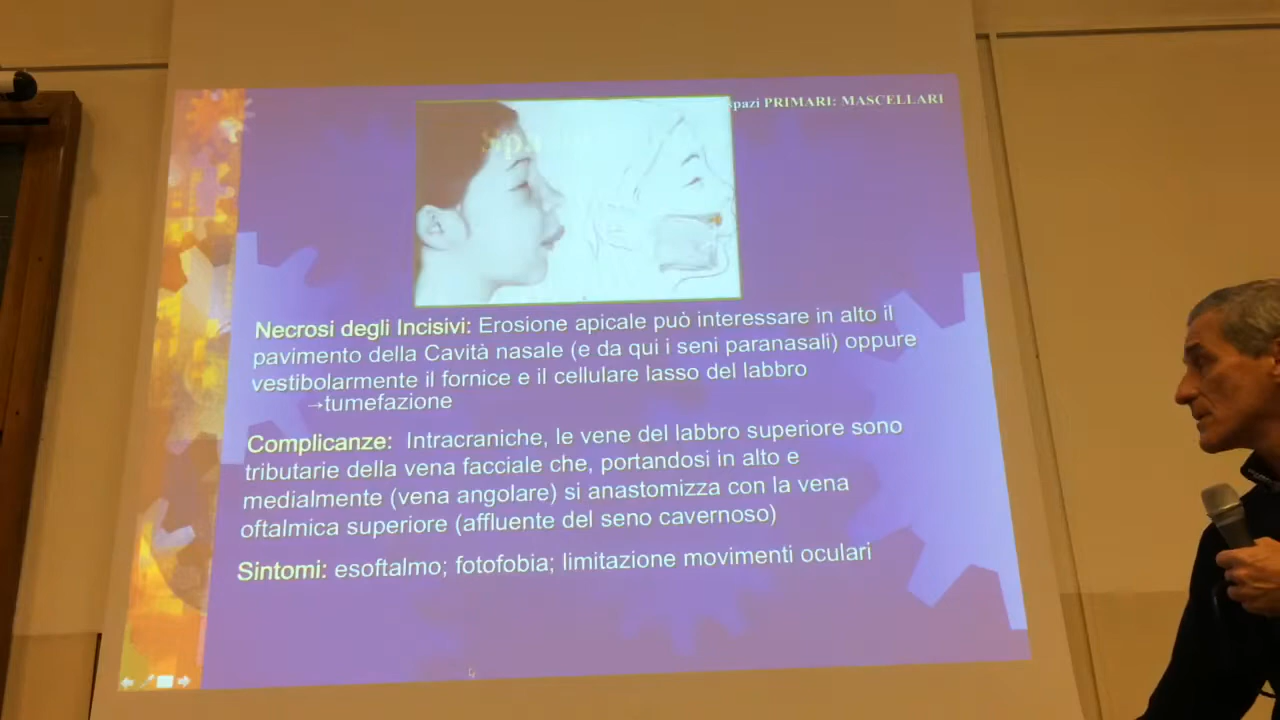 spazi PRIMARI: MASCELLARI
Necrosi degli Incisivi: Erosione apicale può interessare in alto il
pavimento della Cavità nasale (e da qui i seni paranasali) oppure
vestibolarmente il fornice e il cellulare lasso del labbro
→tumefazione
Complicanze: Intracraniche, le vene del labbro superiore sono
tributarie della vena facciale che, portandosi in alto e
medialmente (vena angolare) si anastomizza con la vena
oftalmica superiore (affluente del seno cavernoso)
Sintomi: esoftalmo; fotofobia; limitazione movimenti oculari